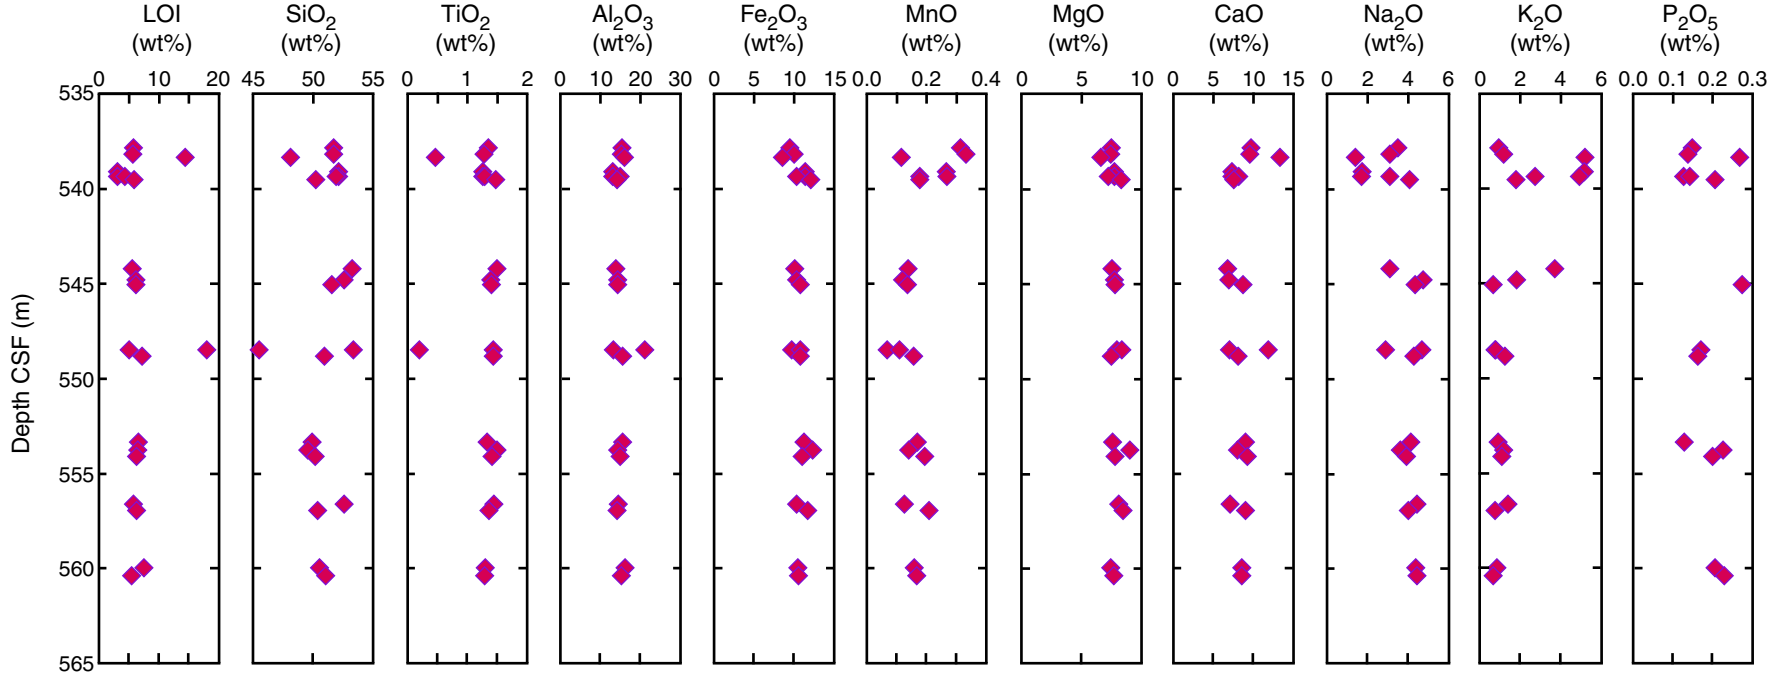 LOI SiO₂ TiO₂ Al₂O₃ Fe₂O₃ MnO MgO CaO Na₂O K₂O P₂O₅
(wt%) (wt%) (wt%) (wt%) (wt%) (wt%) (wt%) (wt%) (wt%) (wt%) (wt%)
0 10 20 45 50 55 0 1 2 0 10 20 30 0 5 10 15 0.0 0.2 0.4 0 5 10 0 5 10 15 0 2 4 6 0 2 4 6 0.0 0.1 0.2 0.3
535
540
545
550
555
560
565
Depth CSF (m)